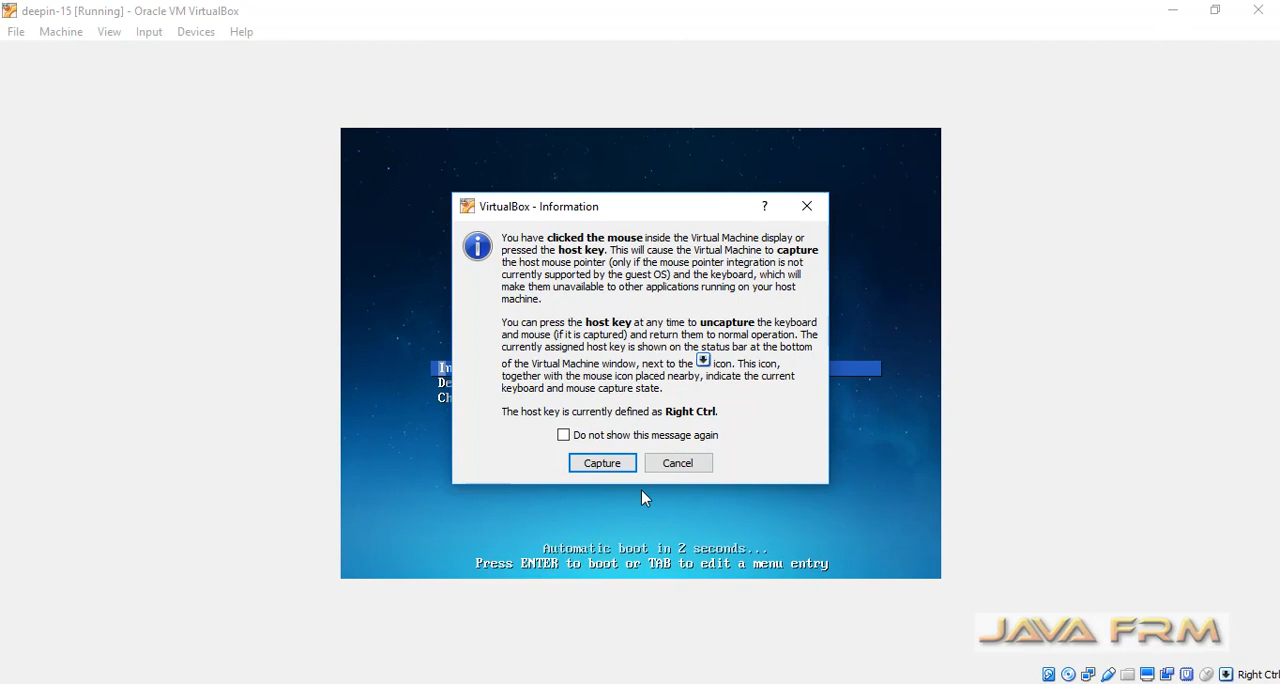 deepin-15 [Running] - Oracle VM VirtualBox
File Machine View Input Devices Help
VirtualBox - Information
?
You have clicked the mouse inside the Virtual Machine display or
pressed the host key. This will cause the Virtual Machine to capture
the host mouse pointer (only if the mouse pointer integration is not
currently supported by the guest OS) and the keyboard, which will
make them unavailable to other applications running on your host
machine.
You can press the host key at any time to uncapture the keyboard
and mouse (if it is captured) and return them to normal operation. The
currently assigned host key is shown on the status bar at the bottom
of the Virtual Machine window, next to the icon. This icon,
together with the mouse icon placed nearby, indicate the current
keyboard and mouse capture state.
The host key is currently defined as Right Ctrl.
Do not show this message again
Capture Cancel
In
De
Ch
Automatic boot in 2 seconds...
Press ENTER to boot or TAB to edit a menu entry
JAVA FRM
Right Ctrl